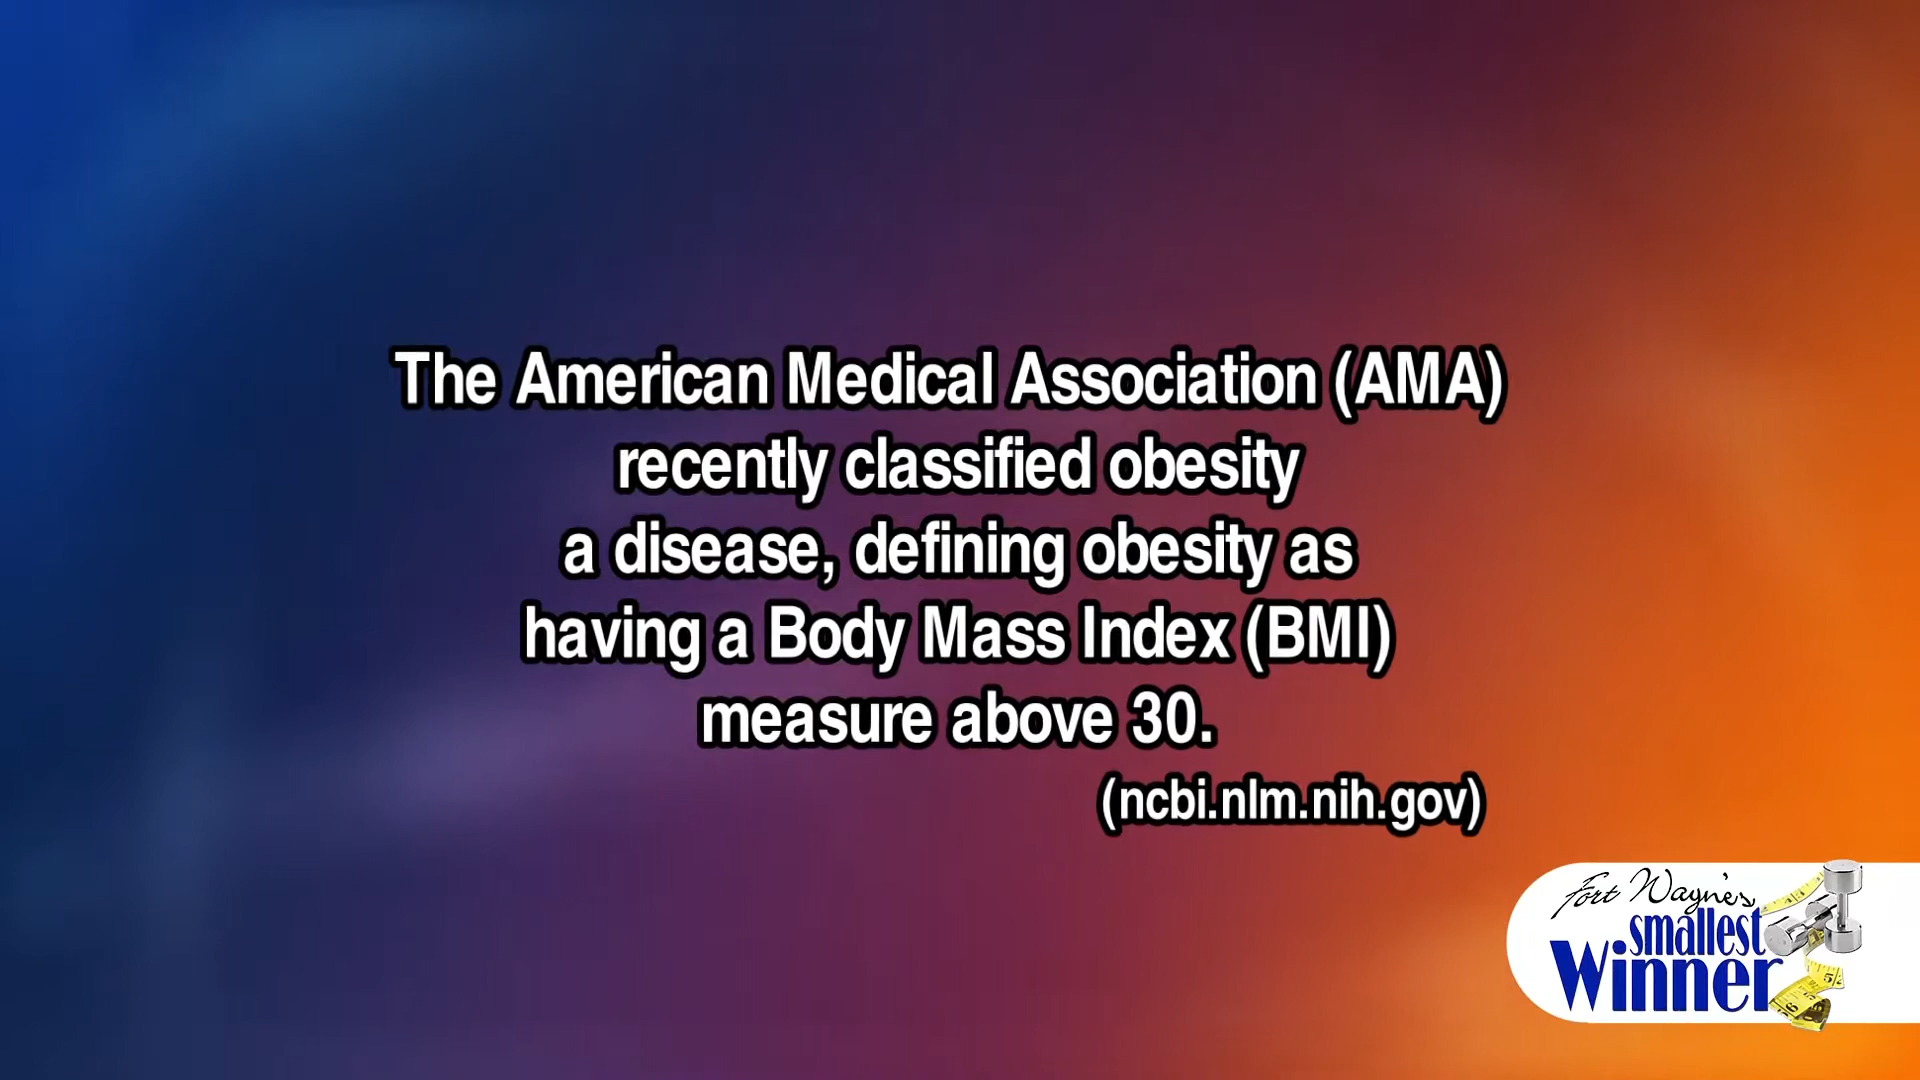 The American Medical Association (AMA)
recently classified obesity
a disease, defining obesity as
having a Body Mass Index (BMI)
measure above 30.
(ncbi.nlm.nih.gov)
Fort Wayne's
smallest
Winner